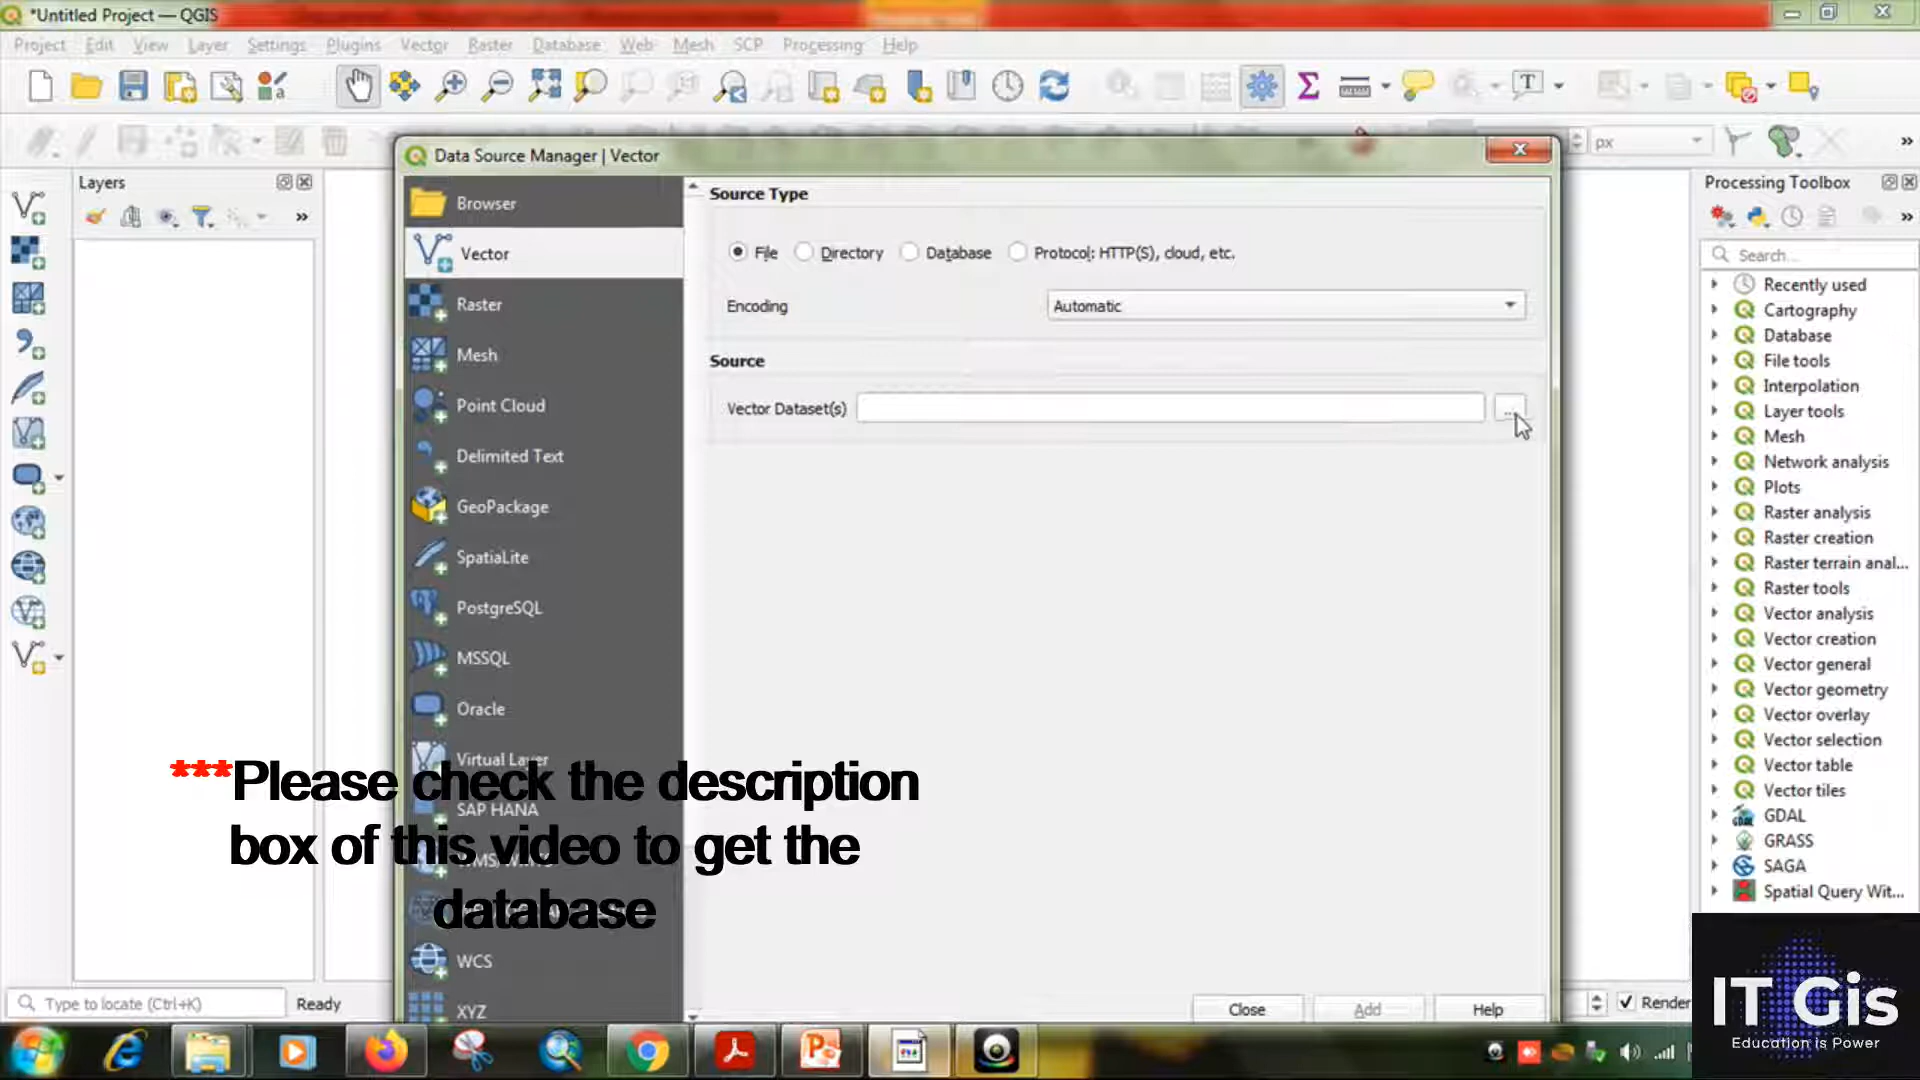 *Untitled Project — QGIS
Project Edit View Layer Settings Plugins Vector Raster Database Web Mesh SCP Processing Help
px
Layers
Data Source Manager | Vector
Browser
Vector
Raster
Mesh
Point Cloud
Delimited Text
GeoPackage
SpatiaLite
PostgreSQL
MSSQL
Oracle
Virtual Layer
SAP HANA
WCS
XYZ
Source Type
File Directory Database Protocol: HTTP(S), cloud, etc.
Encoding Automatic
Source
Vector Dataset(s) ...
Close Add Help
Processing Toolbox
Search...
Recently used
Cartography
Database
File tools
Interpolation
Layer tools
Mesh
Network analysis
Plots
Raster analysis
Raster creation
Raster terrain anal...
Raster tools
Vector analysis
Vector creation
Vector general
Vector geometry
Vector overlay
Vector selection
Vector table
Vector tiles
GDAL
GRASS
SAGA
Spatial Query Wit...
***Please check the description
box of this video to get the
database
Type to locate (Ctrl+K) Ready
Render
IT Gis
Education is Power